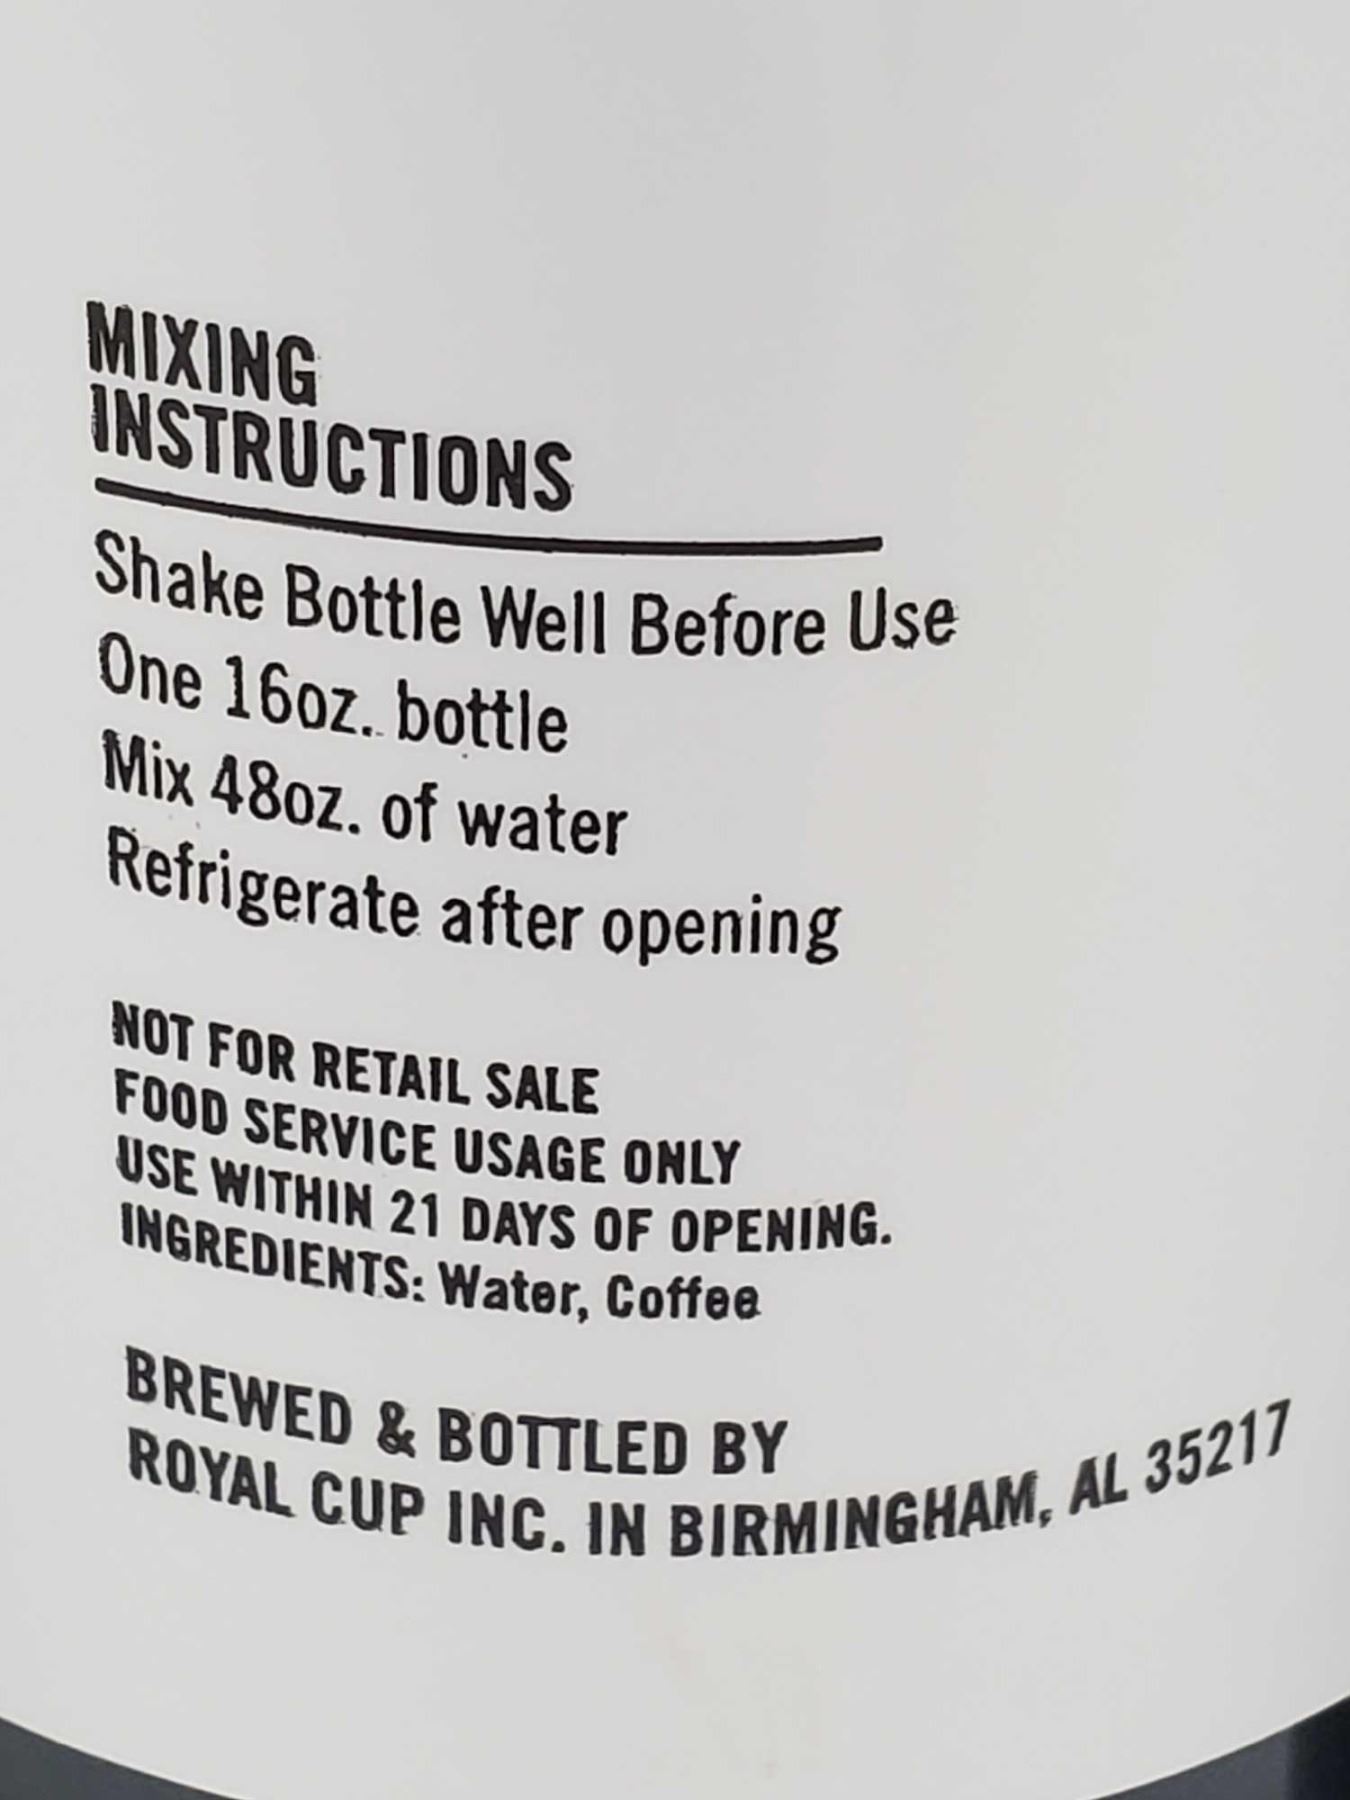 MIXING
INSTRUCTIONS
Shake Bottle Well Before Use
One 16oz. bottle
Mix 48oz. of water
Refrigerate after opening
NOT FOR RETAIL SALE
FOOD SERVICE USAGE ONLY
USE WITHIN 21 DAYS OF OPENING.
INGREDIENTS: Water, Coffee
BREWED & BOTTLED BY
ROYAL CUP INC. IN BIRMINGHAM, AL 35217